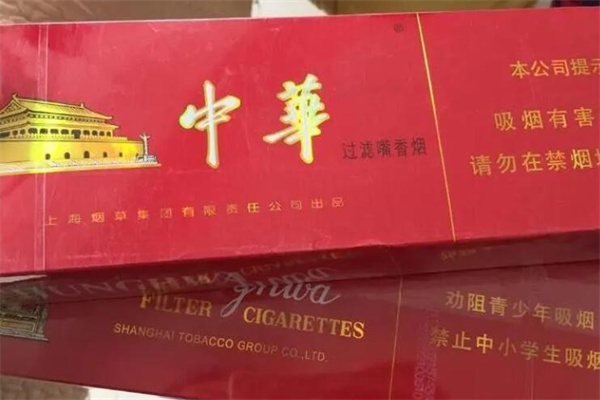 中華
过滤嘴香烟
上海烟草集团有限责任公司出品
本公司提示
吸烟有害
请勿在禁烟
FILTER CIGARETTES
SHANGHAI TOBACCO GROUP CO., LTD.
劝阻青少年吸烟
禁止中小学生吸烟